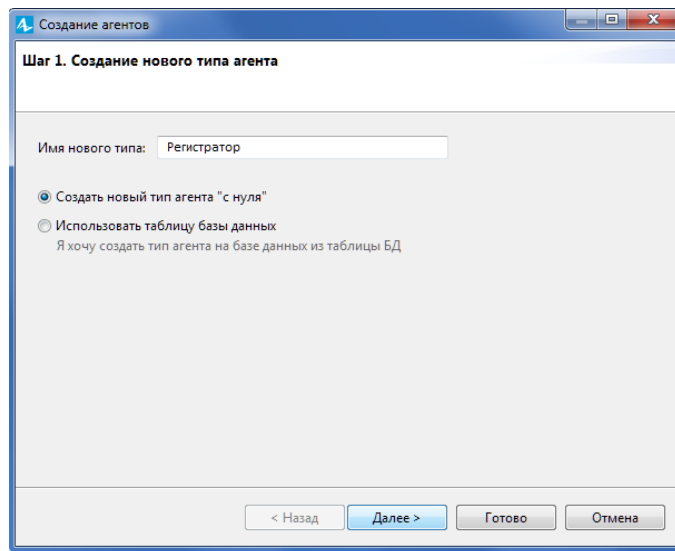 Создание агентов
Шаг 1. Создание нового типа агента
Имя нового типа: Регистратор
Создать новый тип агента "с нуля"
Использовать таблицу базы данных
Я хочу создать тип агента на базе данных из таблицы БД
< Назад Далее > Готово Отмена